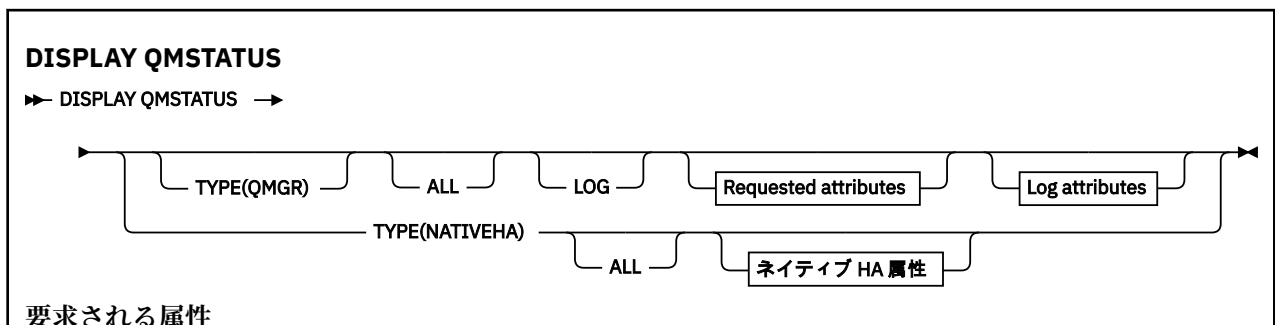 DISPLAY QMSTATUS
DISPLAY QMSTATUS
TYPE(QMGR) ALL LOG Requested attributes Log attributes
TYPE(NATIVEHA)
ALL ネイティブ HA 属性
要求される属性